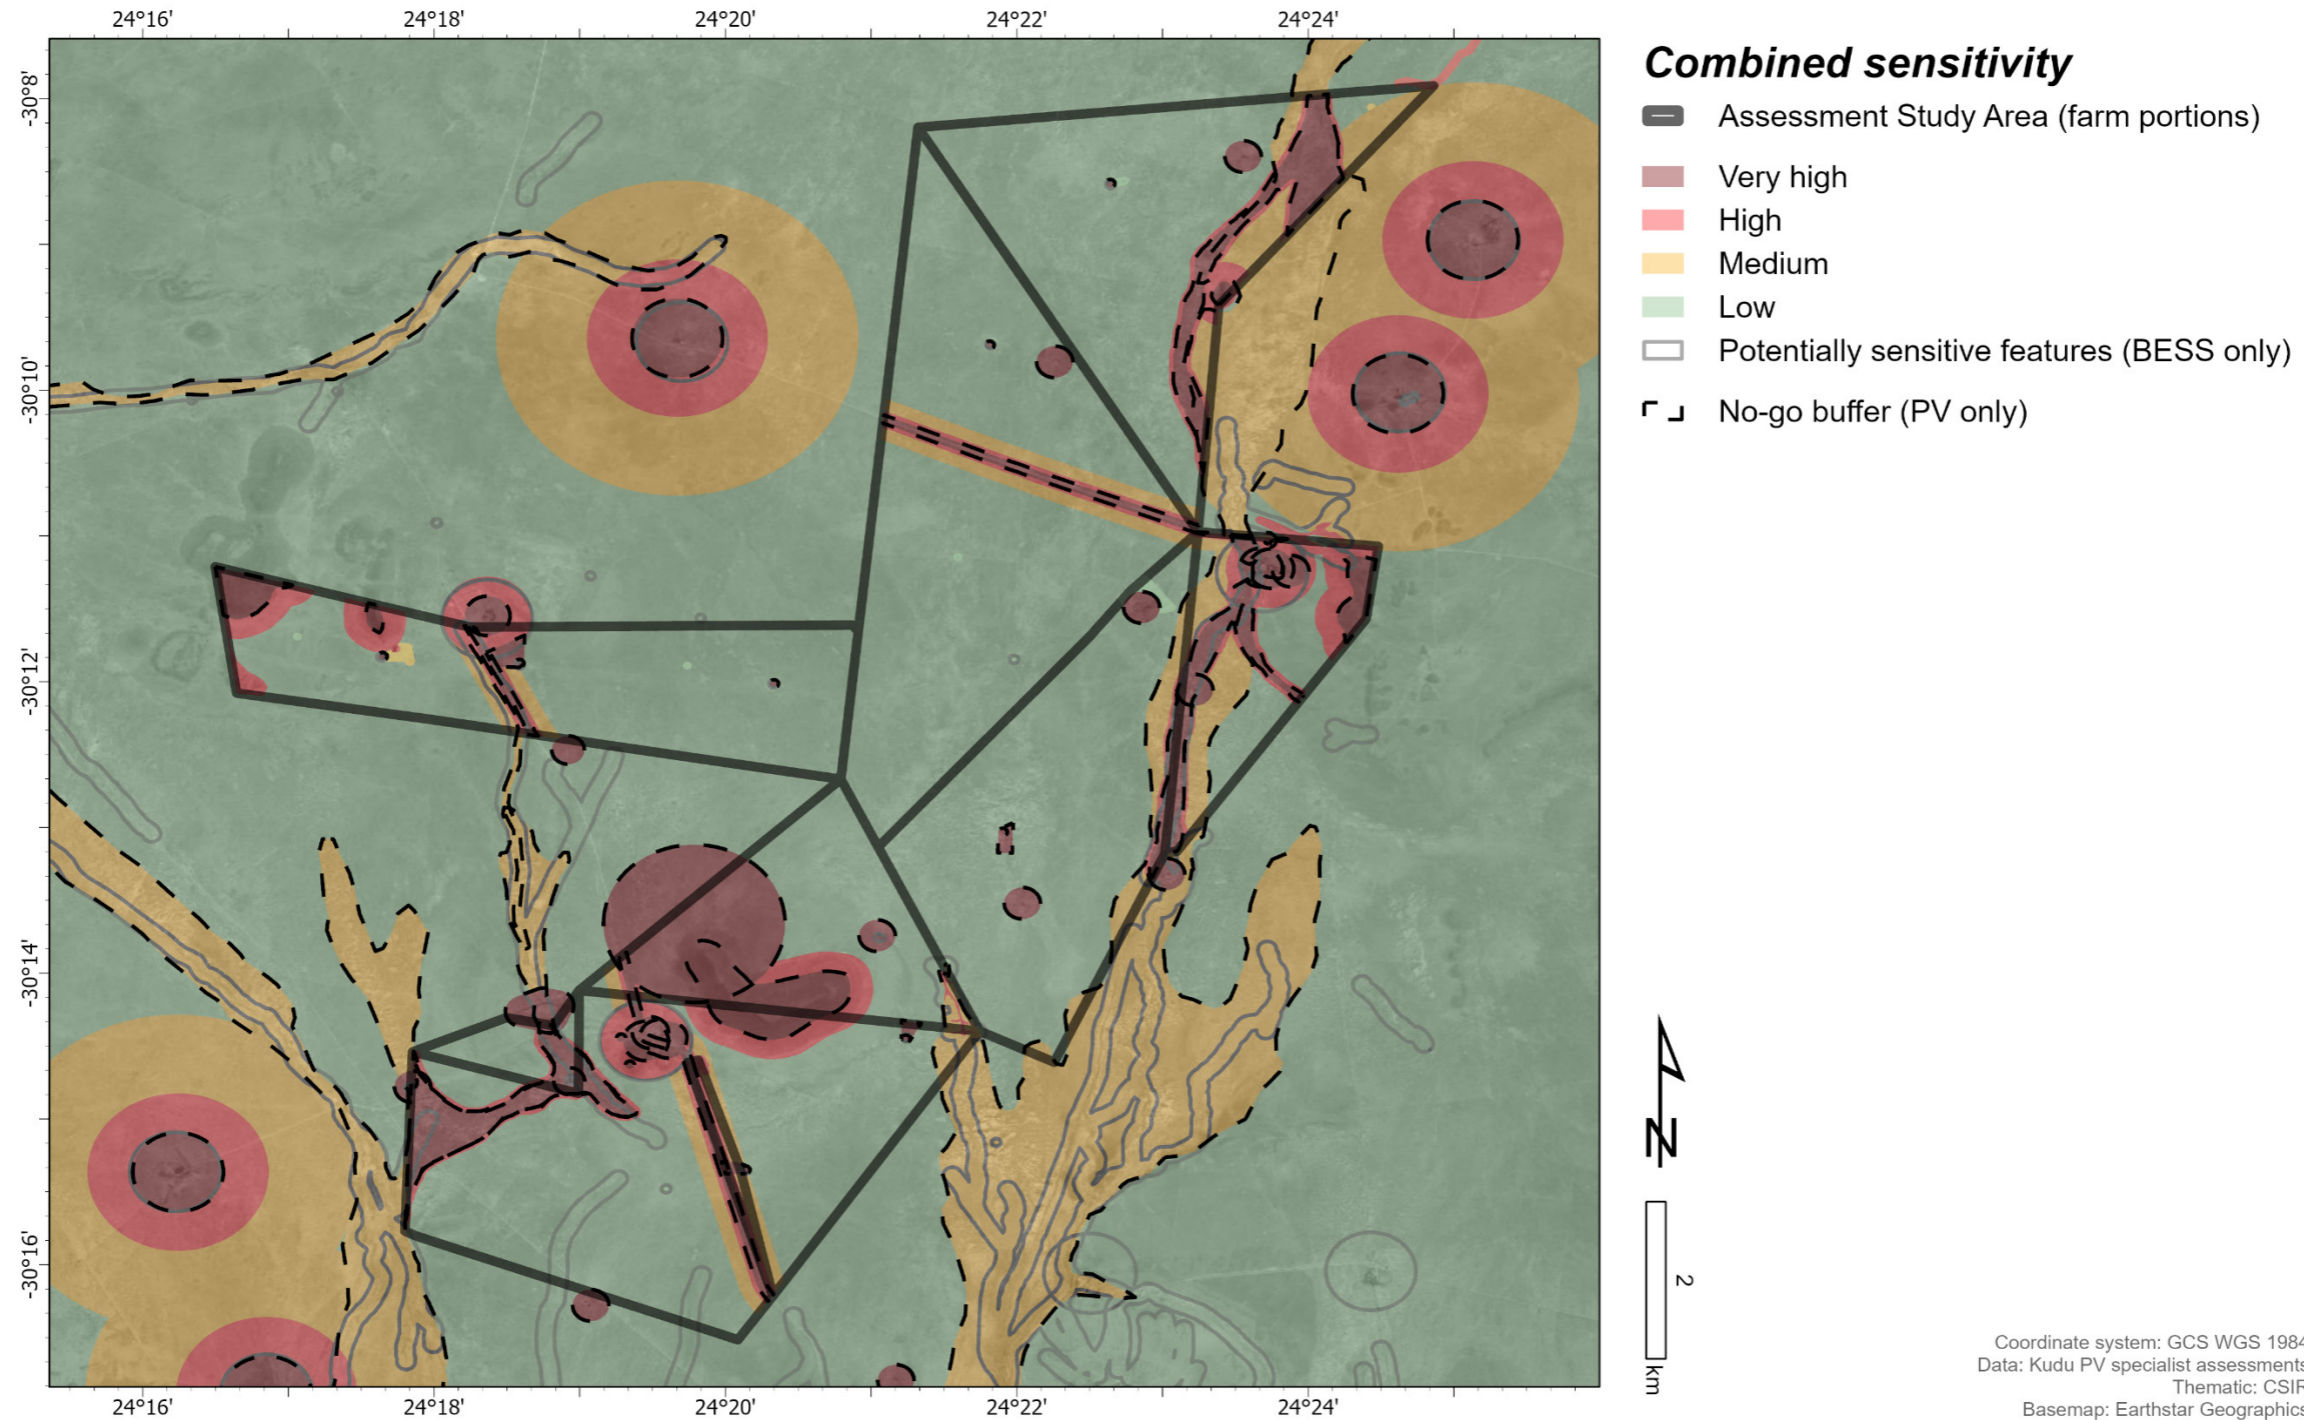 24°16' 24°18' 24°20' 24°22' 24°24'
-30°8'
-30°10'
-30°12'
-30°14'
-30°16'
24°16' 24°18' 24°20' 24°22' 24°24'
Combined sensitivity
Assessment Study Area (farm portions)
Very high
High
Medium
Low
Potentially sensitive features (BESS only)
No-go buffer (PV only)
N
2
km
Coordinate system: GCS WGS 1984
Data: Kudu PV specialist assessments
Thematic: CSIR
Basemap: Earthstar Geographics